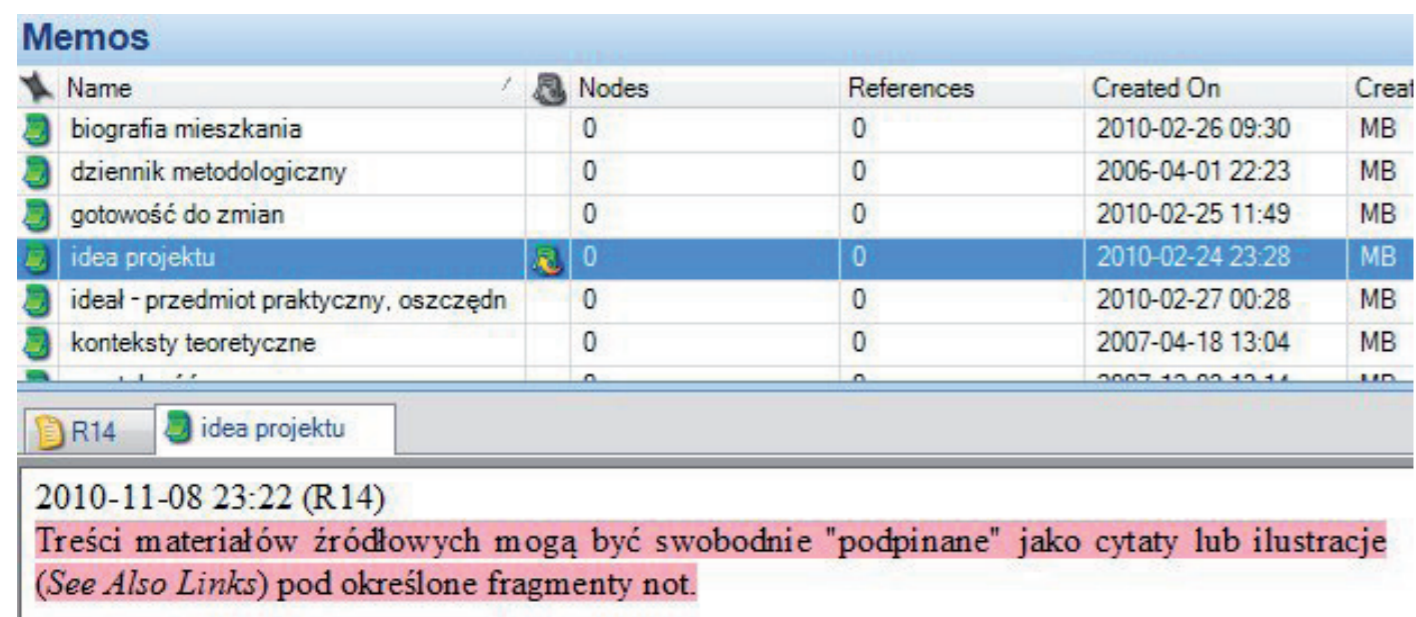 Memos
Name / Nodes References Created On Creat
biografia mieszkania 0 0 2010-02-26 09:30 MB
dziennik metodologiczny 0 0 2006-04-01 22:23 MB
gotowość do zmian 0 0 2010-02-25 11:49 MB
idea projektu 0 0 2010-02-24 23:28 MB
ideał - przedmiot praktyczny, oszczędn 0 0 2010-02-27 00:28 MB
konteksty teoretyczne 0 0 2007-04-18 13:04 MB
R14 idea projektu
2010-11-08 23:22 (R14)
Treści materiałów źródłowych mogą być swobodnie "podpinane" jako cytaty lub ilustracje
(See Also Links) pod określone fragmenty not.